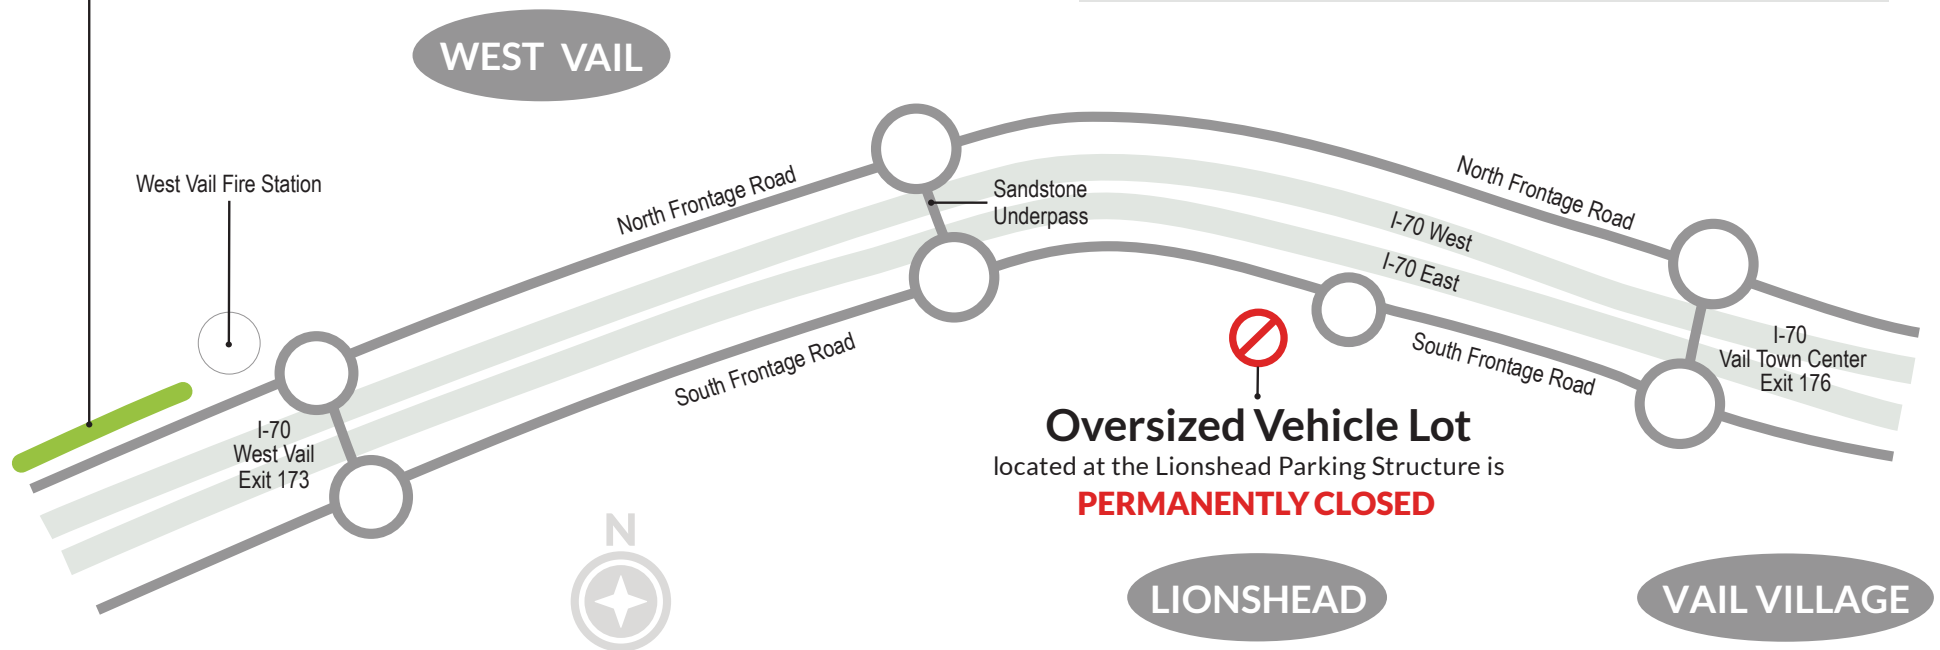 WEST VAIL
West Vail Fire Station
North Frontage Road
Sandstone
Underpass
North Frontage Road
I-70 West
I-70 East
I-70
Vail Town Center
Exit 176
South Frontage Road
South Frontage Road
I-70
West Vail
Exit 173
Oversized Vehicle Lot
located at the Lionshead Parking Structure is
PERMANENTLY CLOSED
N
LIONSHEAD
VAIL VILLAGE